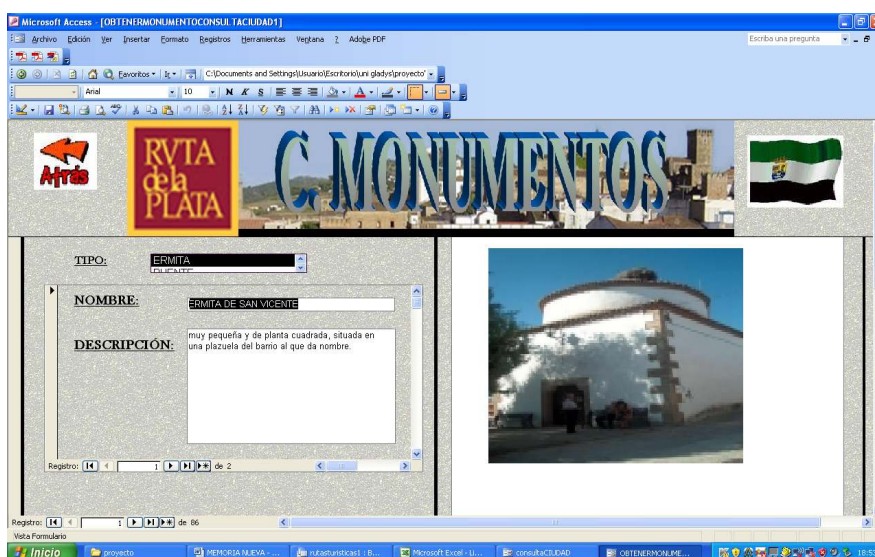 Microsoft Access - [OBTENERMONUMENTOCONSULTACIUDAD1]
Archivo Edición Ver Insertar Formato Registros Herramientas Ventana ? Adobe PDF
Escriba una pregunta
Favoritos Ir C:\Documents and Settings\Usuario\Escritorio\uni gladys\proyecto\
Arial 10 N K S
Atrás
RVTA
de la
PLATA
C. MONUMENTOS
TIPO: ERMITA
PUENTE
NOMBRE: ERMITA DE SAN VICENTE
DESCRIPCIÓN: muy pequeña y de planta cuadrada, situada en
una plazuela del barrio al que da nombre.
Registro: 1 de 2
Registro: 1 de 86
Vista Formulario
Inicio proyecto MEMORIA NUEVA - ... rutasturisticas1 : B... Microsoft Excel - Li... consultaCIUDAD OBTENERMONUME... 18:53